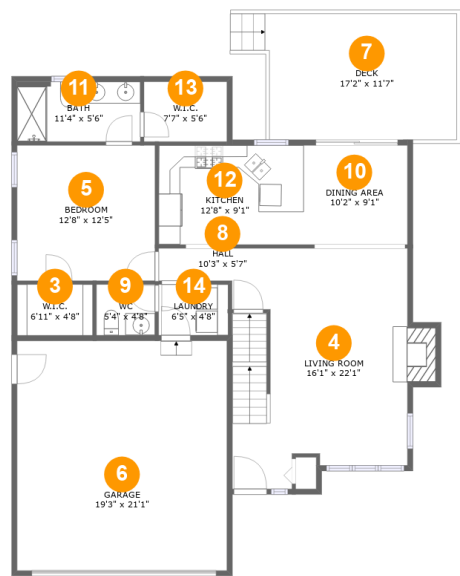 7
DECK
17'2" x 11'7"
11
BATH
11'4" x 5'6"
13
W.I.C.
7'7" x 5'6"
5
BEDROOM
12'8" x 12'5"
12
KITCHEN
12'8" x 9'1"
10
DINING AREA
10'2" x 9'1"
8
HALL
10'3" x 5'7"
3
W.I.C.
6'11" x 4'8"
9
WC
5'4" x 4'8"
14
LAUNDRY
6'5" x 4'8"
4
LIVING ROOM
16'1" x 22'1"
6
GARAGE
19'3" x 21'1"